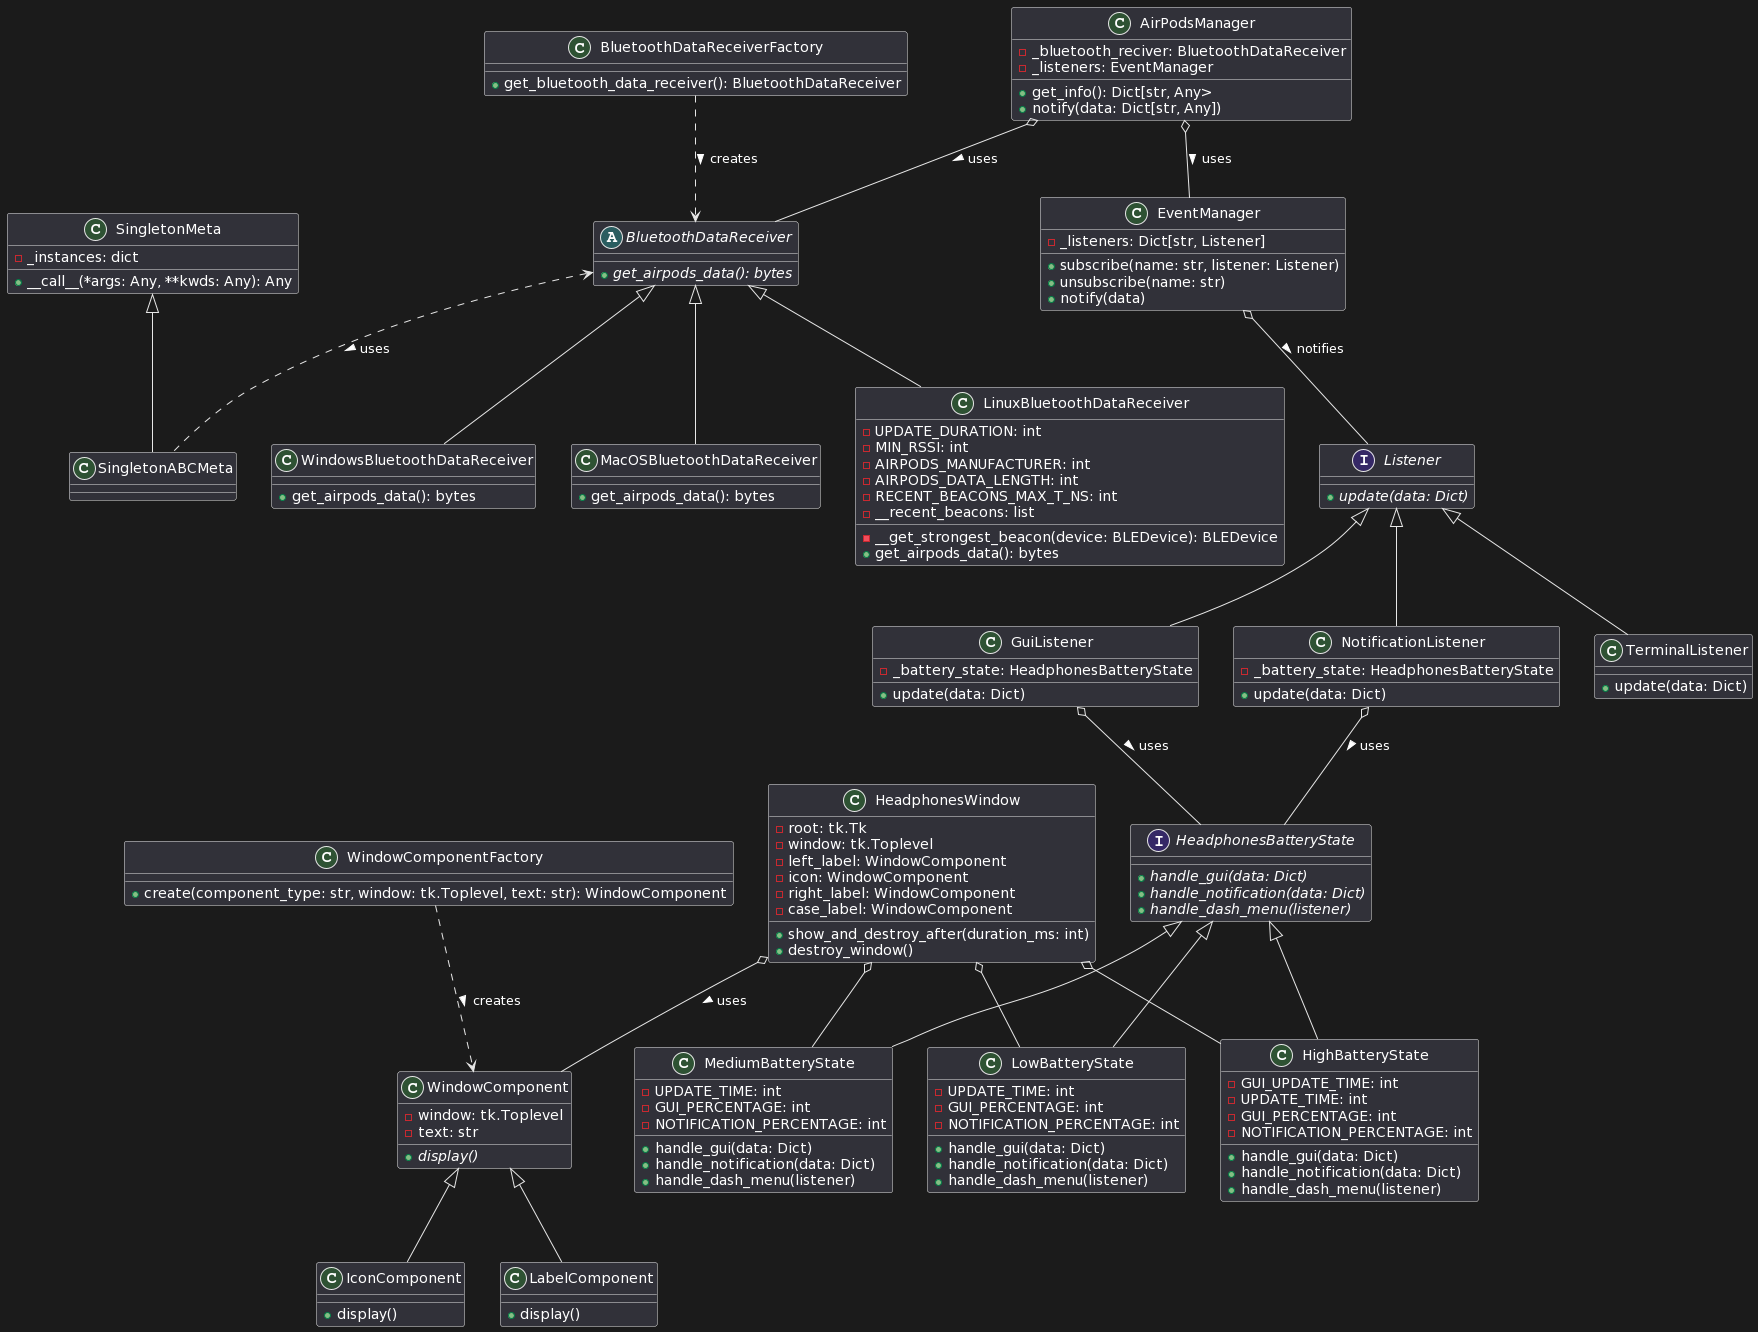 AirPodsManager
_bluetooth_reciver: BluetoothDataReceiver
_listeners: EventManager
get_info(): Dict[str, Any>
notify(data: Dict[str, Any])
BluetoothDataReceiverFactory
get_bluetooth_data_receiver(): BluetoothDataReceiver
creates
uses
uses
SingletonMeta
_instances: dict
__call__(*args: Any, **kwds: Any): Any
BluetoothDataReceiver
get_airpods_data(): bytes
EventManager
_listeners: Dict[str, Listener]
subscribe(name: str, listener: Listener)
unsubscribe(name: str)
notify(data)
uses
notifies
SingletonABCMeta
WindowsBluetoothDataReceiver
get_airpods_data(): bytes
MacOSBluetoothDataReceiver
get_airpods_data(): bytes
LinuxBluetoothDataReceiver
UPDATE_DURATION: int
MIN_RSSI: int
AIRPODS_MANUFACTURER: int
AIRPODS_DATA_LENGTH: int
RECENT_BEACONS_MAX_T_NS: int
__recent_beacons: list
__get_strongest_beacon(device: BLEDevice): BLEDevice
get_airpods_data(): bytes
Listener
update(data: Dict)
GuiListener
_battery_state: HeadphonesBatteryState
update(data: Dict)
NotificationListener
_battery_state: HeadphonesBatteryState
update(data: Dict)
TerminalListener
update(data: Dict)
uses
uses
HeadphonesWindow
root: tk.Tk
window: tk.Toplevel
left_label: WindowComponent
icon: WindowComponent
right_label: WindowComponent
case_label: WindowComponent
show_and_destroy_after(duration_ms: int)
destroy_window()
WindowComponentFactory
create(component_type: str, window: tk.Toplevel, text: str): WindowComponent
HeadphonesBatteryState
handle_gui(data: Dict)
handle_notification(data: Dict)
handle_dash_menu(listener)
creates
uses
WindowComponent
window: tk.Toplevel
text: str
display()
MediumBatteryState
UPDATE_TIME: int
GUI_PERCENTAGE: int
NOTIFICATION_PERCENTAGE: int
handle_gui(data: Dict)
handle_notification(data: Dict)
handle_dash_menu(listener)
LowBatteryState
UPDATE_TIME: int
GUI_PERCENTAGE: int
NOTIFICATION_PERCENTAGE: int
handle_gui(data: Dict)
handle_notification(data: Dict)
handle_dash_menu(listener)
HighBatteryState
GUI_UPDATE_TIME: int
UPDATE_TIME: int
GUI_PERCENTAGE: int
NOTIFICATION_PERCENTAGE: int
handle_gui(data: Dict)
handle_notification(data: Dict)
handle_dash_menu(listener)
IconComponent
display()
LabelComponent
display()